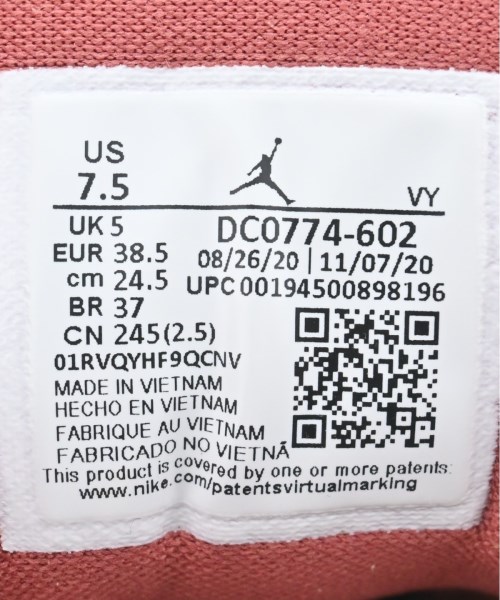 US
7.5
VY
UK 5
EUR 38.5
cm 24.5
BR 37
CN 245(2.5)
DC0774-602
08/26/20 | 11/07/20
UPC00194500898196
01RVQYHF9QCNV
MADE IN VIETNAM
HECHO EN VIETNAM
FABRIQUE AU VIETNAM
FABRICADO NO VIETNÃ
This product is covered by one or more patents:
www.nike.com/patentsvirtualmarking